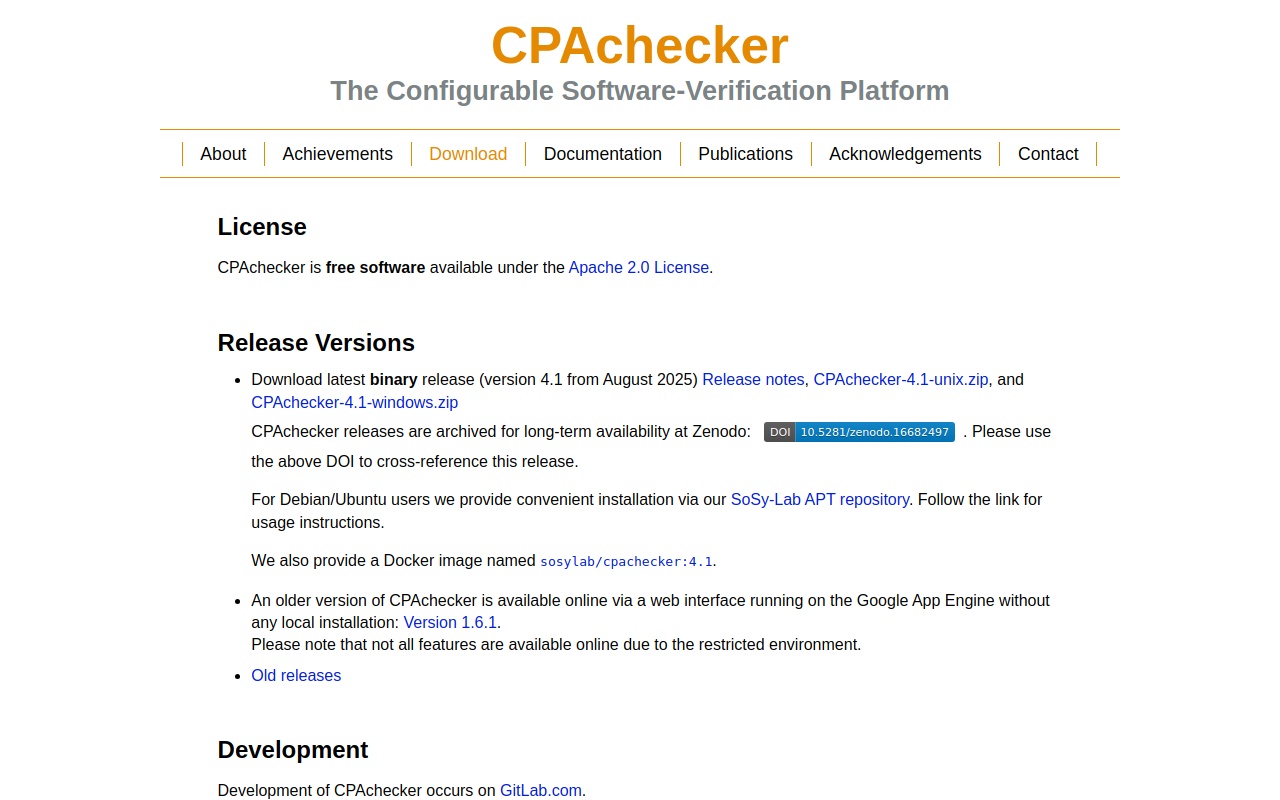 CPAchecker
The Configurable Software-Verification Platform
About
Achievements
Download
Documentation
Publications
Acknowledgements
Contact
License
CPAchecker is free software available under the Apache 2.0 License.
Release Versions
Download latest binary release (version 4.1 from August 2025) Release notes, CPAchecker-4.1-unix.zip, and
CPAchecker-4.1-windows.zip
CPAchecker releases are archived for long-term availability at Zenodo: DOI 10.5281/zenodo.16682497 . Please use
the above DOI to cross-reference this release.
For Debian/Ubuntu users we provide convenient installation via our SoSy-Lab APT repository. Follow the link for
usage instructions.
We also provide a Docker image named sosylab/cpachecker:4.1.
An older version of CPAchecker is available online via a web interface running on the Google App Engine without
any local installation: Version 1.6.1.
Please note that not all features are available online due to the restricted environment.
Old releases
Development
Development of CPAchecker occurs on GitLab.com.